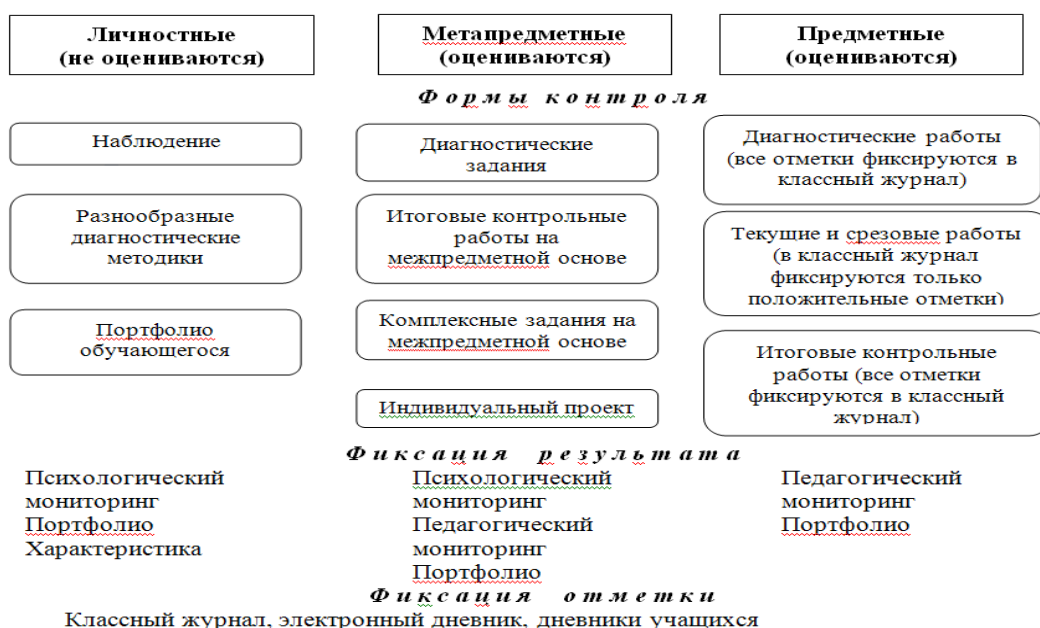 Личностные
(не оцениваются)
Метапредметные
(оцениваются)
Предметные
(оцениваются)
Формы контроля
Наблюдение
Разнообразные
диагностические
методики
Портфолио
обучающегося
Диагностические
задания
Итоговые контрольные
работы на
межпредметной основе
Комплексные задания на
межпредметной основе
Индивидуальный проект
Диагностические работы
(все отметки фиксируются в
классный журнал)
Текущие и срезовые работы
(в классный журнал
фиксируются только
положительные отметки)
Итоговые контрольные
работы (все отметки
фиксируются в классный
журнал)
Фиксация результата
Психологический
мониторинг
Портфолио
Характеристика
Психологический
мониторинг
Педагогический
мониторинг
Портфолио
Педагогический
мониторинг
Портфолио
Фиксация отметки
Классный журнал, электронный дневник, дневники учащихся